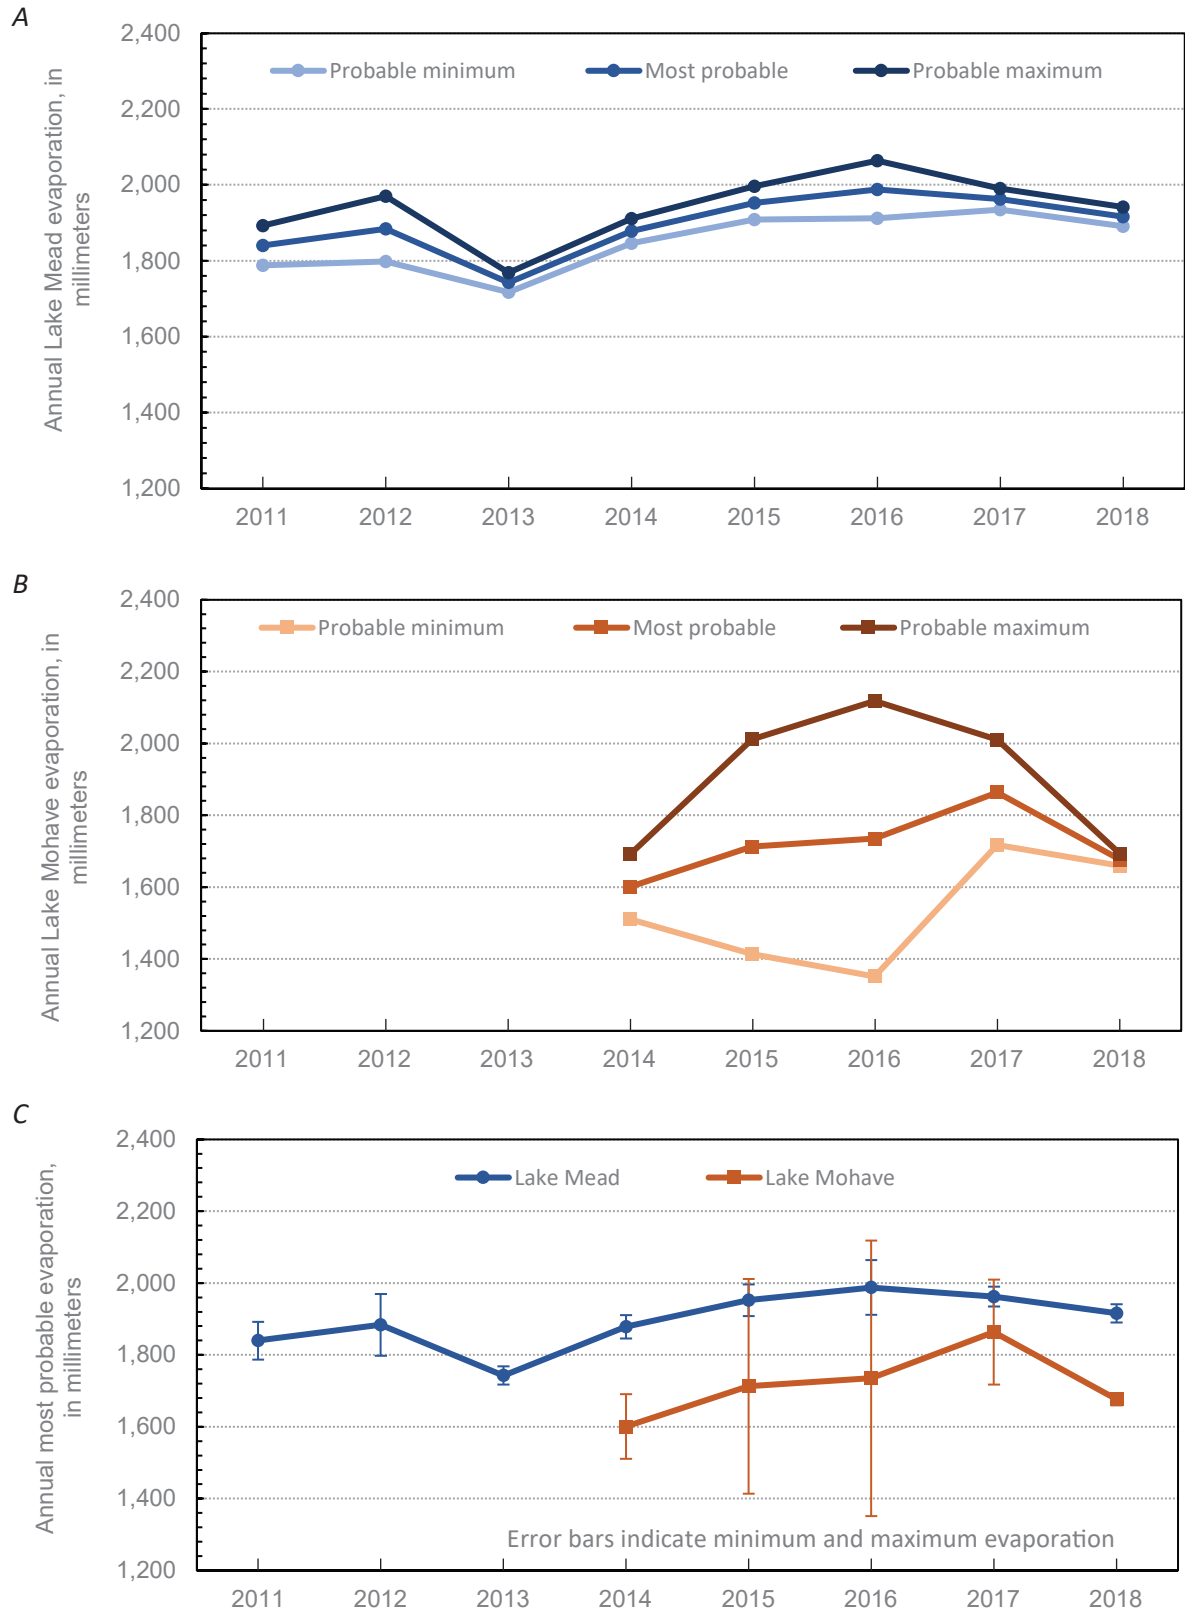 A
Annual Lake Mead evaporation, in
millimeters
2,400
2,200
2,000
1,800
1,600
1,400
1,200
Probable minimum Most probable Probable maximum
2011 2012 2013 2014 2015 2016 2017 2018
B
Annual Lake Mohave evaporation, in
millimeters
2,400
2,200
2,000
1,800
1,600
1,400
1,200
Probable minimum Most probable Probable maximum
2011 2012 2013 2014 2015 2016 2017 2018
C
Annual most probable evaporation,
in millimeters
2,400
2,200
2,000
1,800
1,600
1,400
1,200
Lake Mead Lake Mohave
Error bars indicate minimum and maximum evaporation
2011 2012 2013 2014 2015 2016 2017 2018